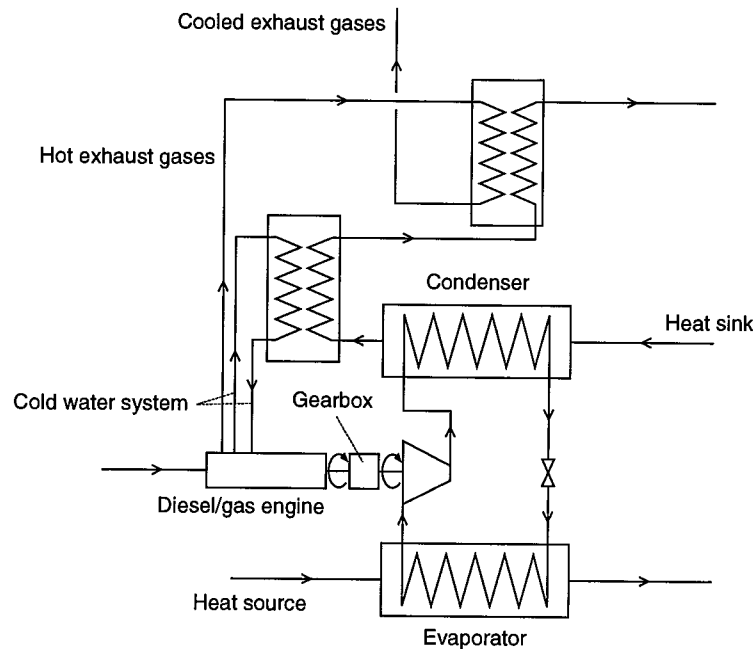 Cooled exhaust gases
Hot exhaust gases
Condenser
Heat sink
Cold water system
Gearbox
Diesel/gas engine
Heat source
Evaporator